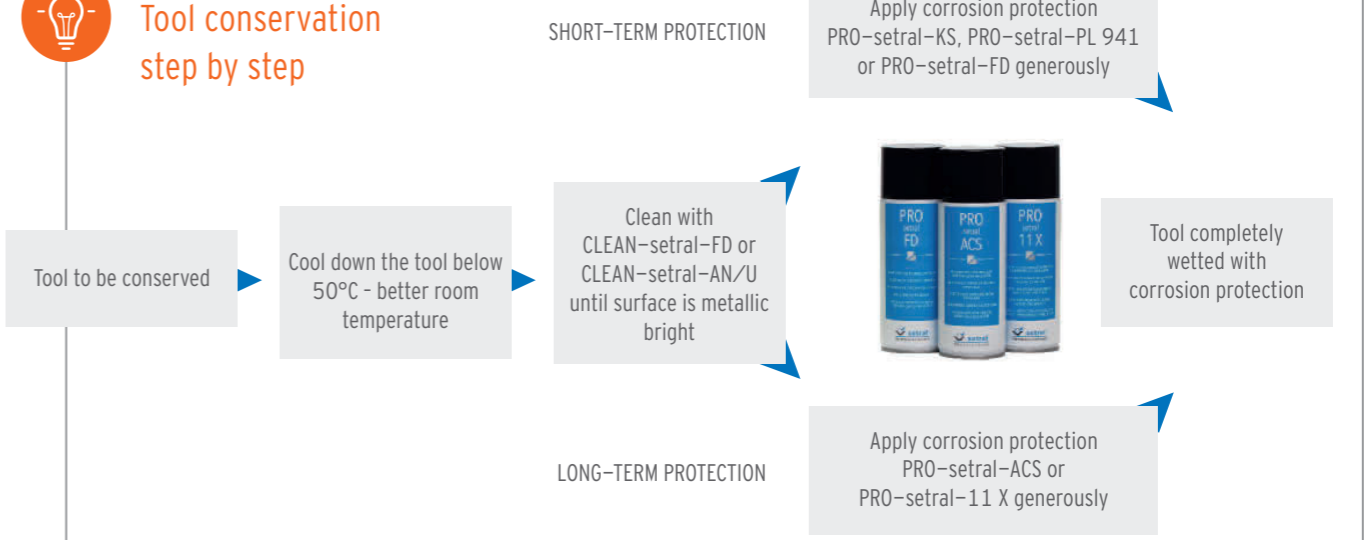 Tool conservation
step by step
SHORT–TERM PROTECTION
Apply corrosion protection
PRO–setral–KS, PRO–setral–PL 941
or PRO–setral–FD generously
Tool to be conserved
Cool down the tool below
50°C - better room
temperature
Clean with
CLEAN–setral–FD or
CLEAN–setral–AN/U
until surface is metallic
bright
PRO
setral
FD
setral
PRO
setral
ACS
setral
PRO
setral
11 X
setral
Tool completely
wetted with
corrosion protection
LONG–TERM PROTECTION
Apply corrosion protection
PRO–setral–ACS or
PRO–setral–11 X generously